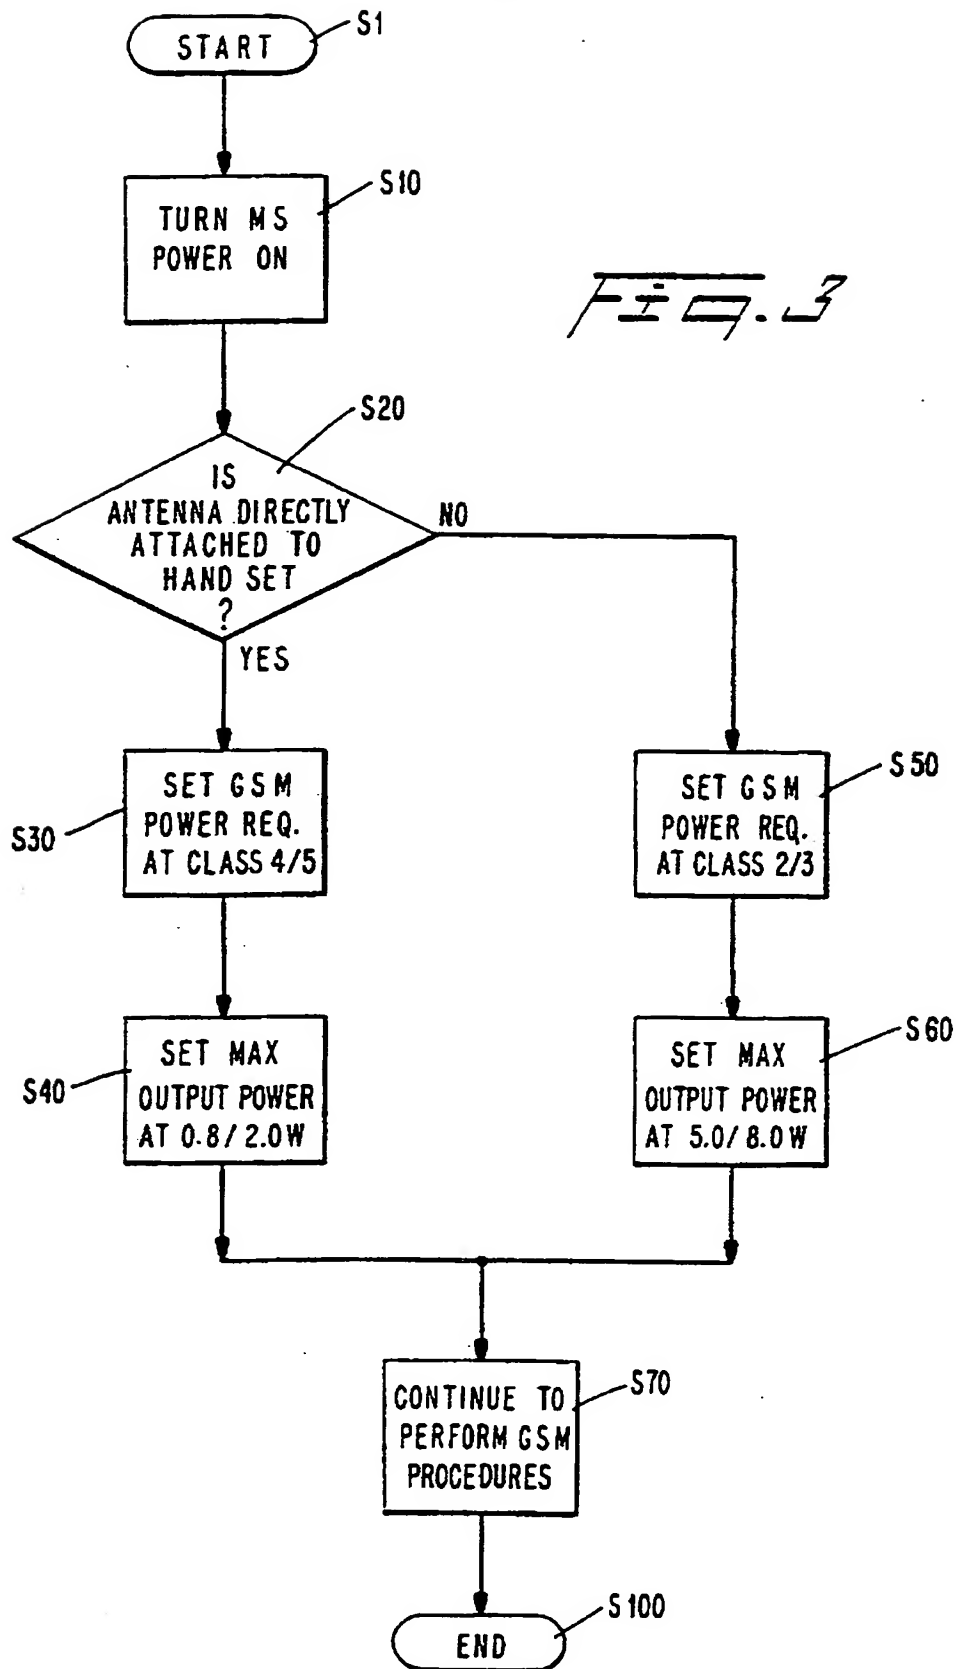 START
S1
TURN MS
POWER ON
S10
Fig. 3
S20
IS
ANTENNA DIRECTLY
ATTACHED TO
HAND SET
?
NO
YES
SET GSM
POWER REQ.
AT CLASS 4/5
S30
SET GSM
POWER REQ.
AT CLASS 2/3
S50
SET MAX
OUTPUT POWER
AT 0.8/2.0W
S40
SET MAX
OUTPUT POWER
AT 5.0/8.0W
S60
CONTINUE TO
PERFORM GSM
PROCEDURES
S70
END
S100